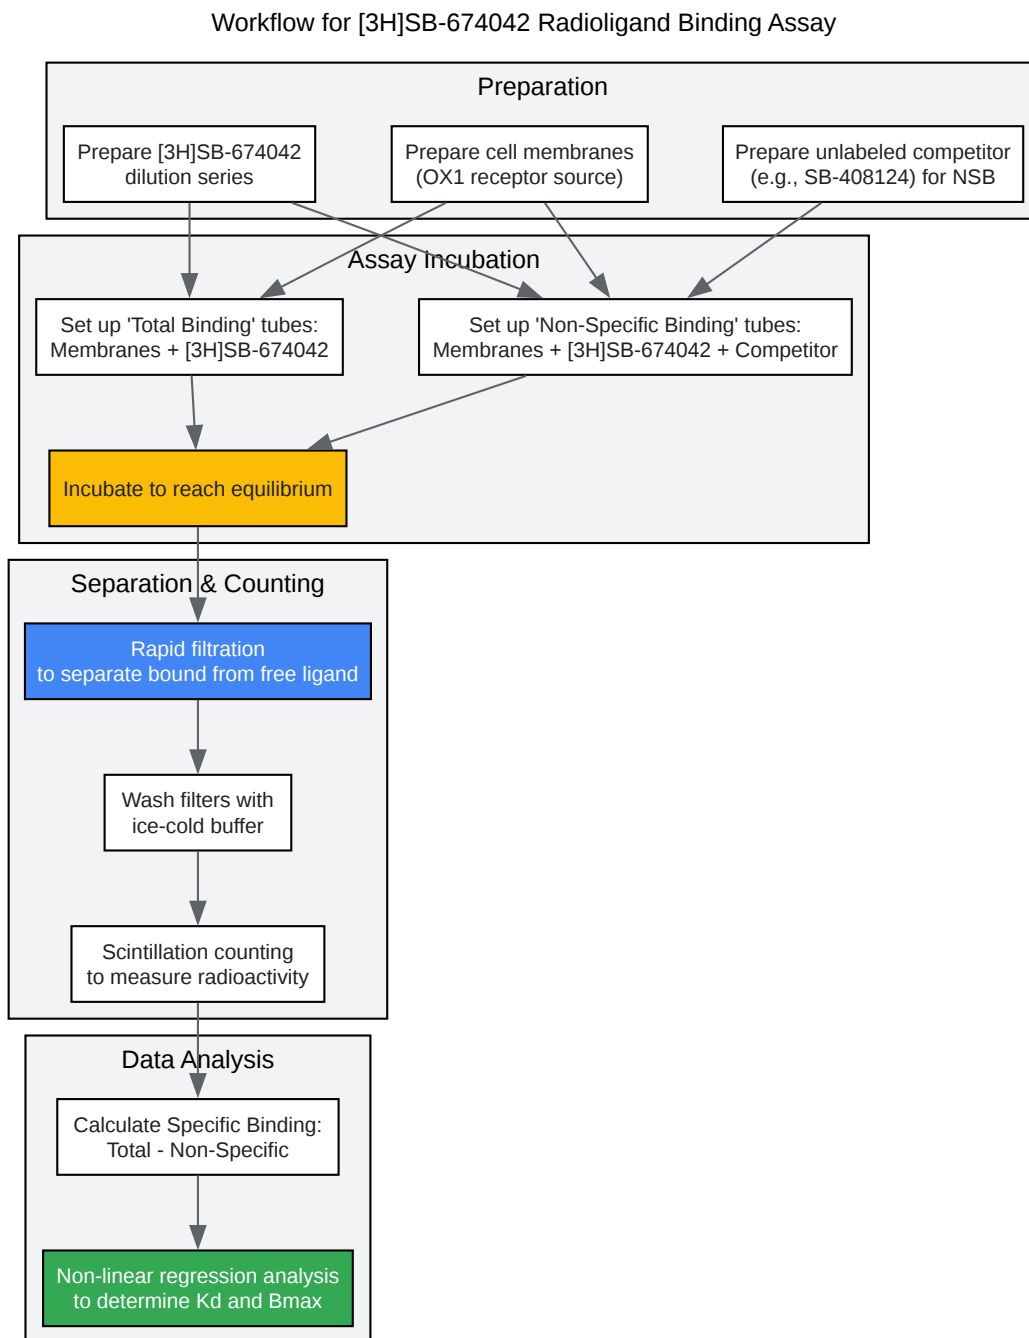 Workflow for [3H]SB-674042 Radioligand Binding Assay
Preparation
Prepare [3H]SB-674042
dilution series
Prepare cell membranes
(OX1 receptor source)
Prepare unlabeled competitor
(e.g., SB-408124) for NSB
Assay Incubation
Set up 'Total Binding' tubes:
Membranes + [3H]SB-674042
Set up 'Non-Specific Binding' tubes:
Membranes + [3H]SB-674042 + Competitor
Incubate to reach equilibrium
Separation & Counting
Rapid filtration
to separate bound from free ligand
Wash filters with
ice-cold buffer
Scintillation counting
to measure radioactivity
Data Analysis
Calculate Specific Binding:
Total - Non-Specific
Non-linear regression analysis
to determine Kd and Bmax